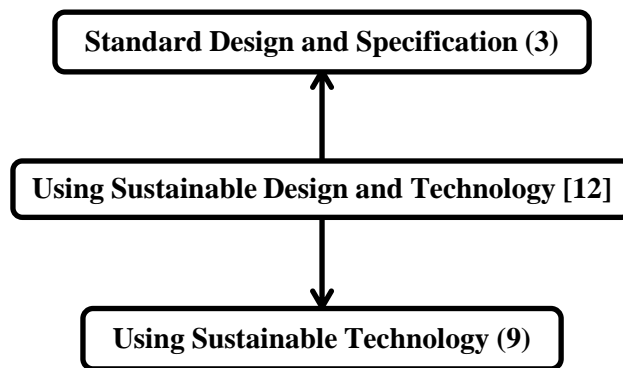 Standard Design and Specification (3)
Using Sustainable Design and Technology [12]
Using Sustainable Technology (9)